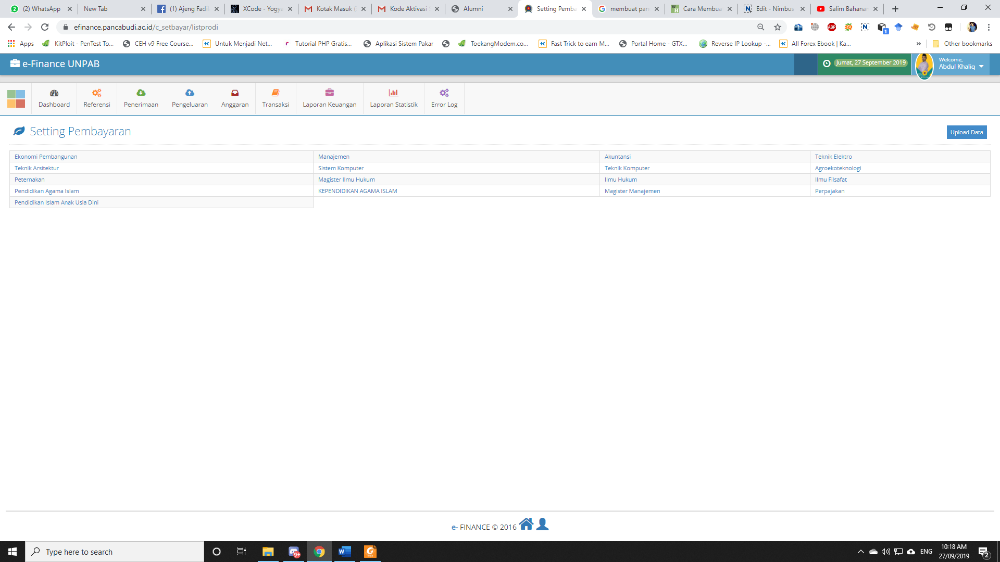 (2) WhatsApp New Tab (1) Ajeng Fadil XCode - Yogya Kotak Masuk ( Kode Aktivasi Alumni Setting Pemba membuat pan Cara Membua Edit - Nimbus Salim Bahanan
efinance.pancabudi.ac.id/c_setbayar/listprodi
Apps KitPloit - PenTest To... CEH v9 Free Course... Untuk Menjadi Net... Tutorial PHP Gratis... Aplikasi Sistem Pakar ToekangModem.co... Fast Trick to earn M... Portal Home - GTX... Reverse IP Lookup -... All Forex Ebook | Ka... » Other bookmarks
e-Finance UNPAB Jumat, 27 September 2019 Welcome,
Abdul Khaliq
Dashboard Referensi Penerimaan Pengeluaran Anggaran Transaksi Laporan Keuangan Laporan Statistik Error Log
Setting Pembayaran Upload Data
Ekonomi Pembangunan Manajemen Akuntansi Teknik Elektro
Teknik Arsitektur Sistem Komputer Teknik Komputer Agroekoteknologi
Peternakan Magister Ilmu Hukum Ilmu Hukum Ilmu Filsafat
Pendidikan Agama Islam KEPENDIDIKAN AGAMA ISLAM Magister Manajemen Perpajakan
Pendidikan Islam Anak Usia Dini
e- FINANCE © 2016
Type here to search ENG 10:18 AM
27/09/2019 2